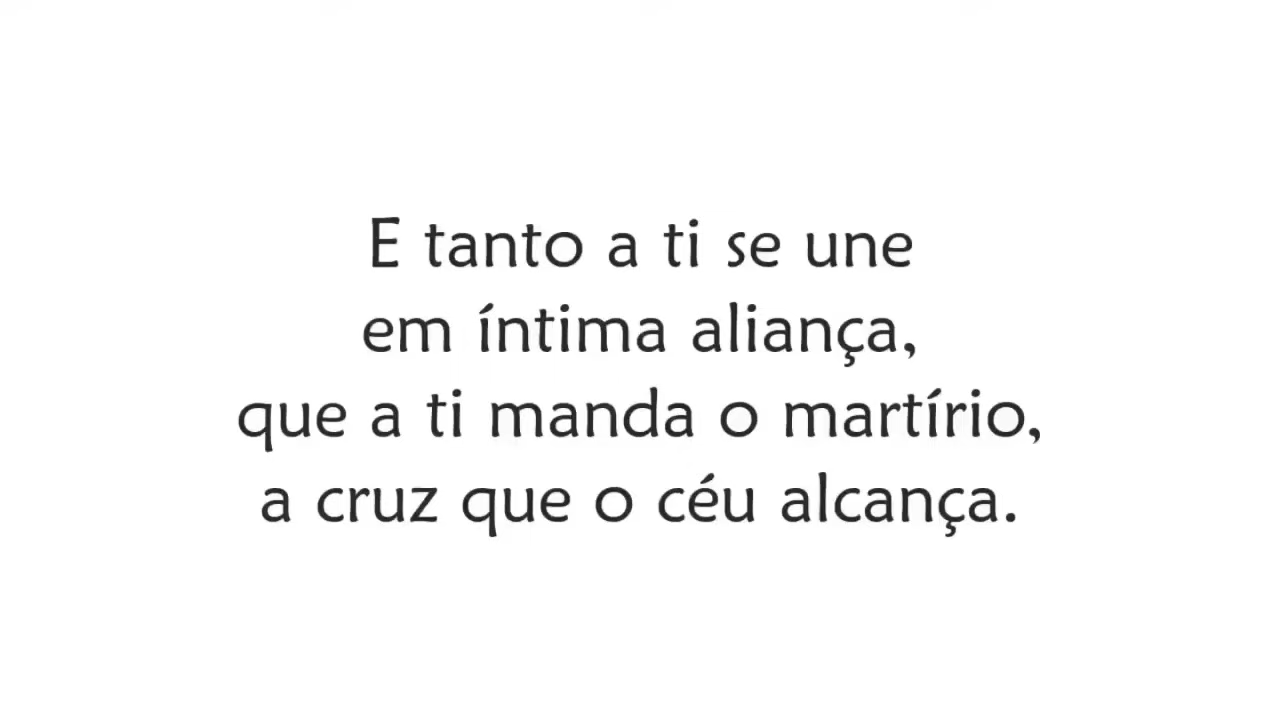 E tanto a ti se une
em íntima aliança,
que a ti manda o martírio,
a cruz que o céu alcança.